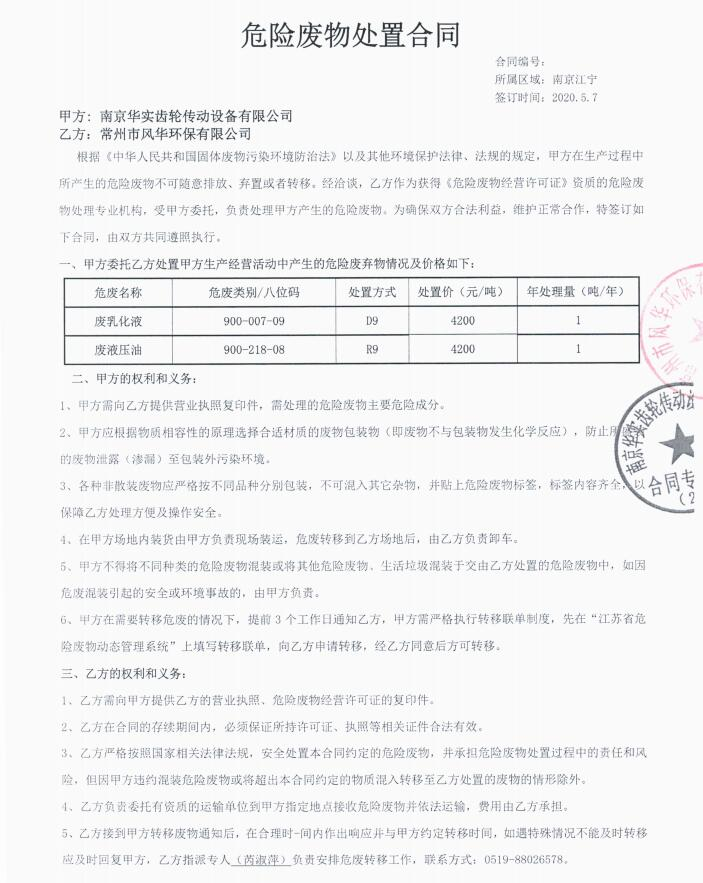 危险废物处置合同
合同编号：
所属区域：南京江宁
签订时间：2020.5.7
甲方：南京华实齿轮传动设备有限公司
乙方：常州市风华环保有限公司
根据《中华人民共和国固体废物污染环境防治法》以及其他环境保护法律、法规的规定，甲方在生产过程中
所产生的危险废物不可随意排放、弃置或者转移。经洽谈，乙方作为获得《危险废物经营许可证》资质的危险废
物处理专业机构，受甲方委托，负责处理甲方产生的危险废物。为确保双方合法利益，维护正常合作，特签订如
下合同，由双方共同遵照执行。
一、甲方委托乙方处置甲方生产经营活动中产生的危险废弃物情况及价格如下：
危废名称 危废类别/八位码 处置方式 处置价（元/吨） 年处理量（吨/年）
废乳化液 900-007-09 D9 4200 1
废液压油 900-218-08 R9 4200 1
二、甲方的权利和义务：
1、甲方需向乙方提供营业执照复印件，需处理的危险废物主要危险成分。
2、甲方应根据物质相容性的原理选择合适材质的废物包装物（即废物不与包装物发生化学反应），防止所
的废物泄露（渗漏）至包装外污染环境。
3、各种非散装废物应严格按不同品种分别包装，不可混入其它杂物，并贴上危险废物标签，标签内容齐全，以
保障乙方处理方便及操作安全。
4、在甲方场地内装货由甲方负责现场装运，危废转移到乙方场地后，由乙方负责卸车。
5、甲方不得将不同种类的危险废物混装或将其他危险废物、生活垃圾混装于交由乙方处置的危险废物中，如因
危废混装引起的安全或环境事故的，由甲方负责。
6、甲方在需要转移危废的情况下，提前 3 个工作日通知乙方，甲方需严格执行转移联单制度，先在“江苏省危
险废物动态管理系统”上填写转移联单，向乙方申请转移，经乙方同意后方可转移。
三、乙方的权利和义务：
1、乙方需向甲方提供乙方的营业执照、危险废物经营许可证的复印件。
2、乙方在合同的存续期间内，必须保证所持许可证、执照等相关证件合法有效。
3、乙方严格按照国家相关法律法规，安全处置本合同约定的危险废物，并承担危险废物处置过程中的责任和风
险，但因甲方违约混装危险废物或将超出本合同约定的物质混入转移至乙方处置的废物的情形除外。
4、乙方负责委托有资质的运输单位到甲方指定地点接收危险废物并依法运输，费用由乙方承担。
5、乙方接到甲方转移废物通知后，在合理时-间内作出响应并与甲方约定转移时间，如遇特殊情况不能及时转移
应及时回复甲方，乙方指派专人（芮淑萍）负责安排危废转移工作，联系方式：0519-88026578。
州市风华环保有
南京华实齿轮传动
合同专
（2